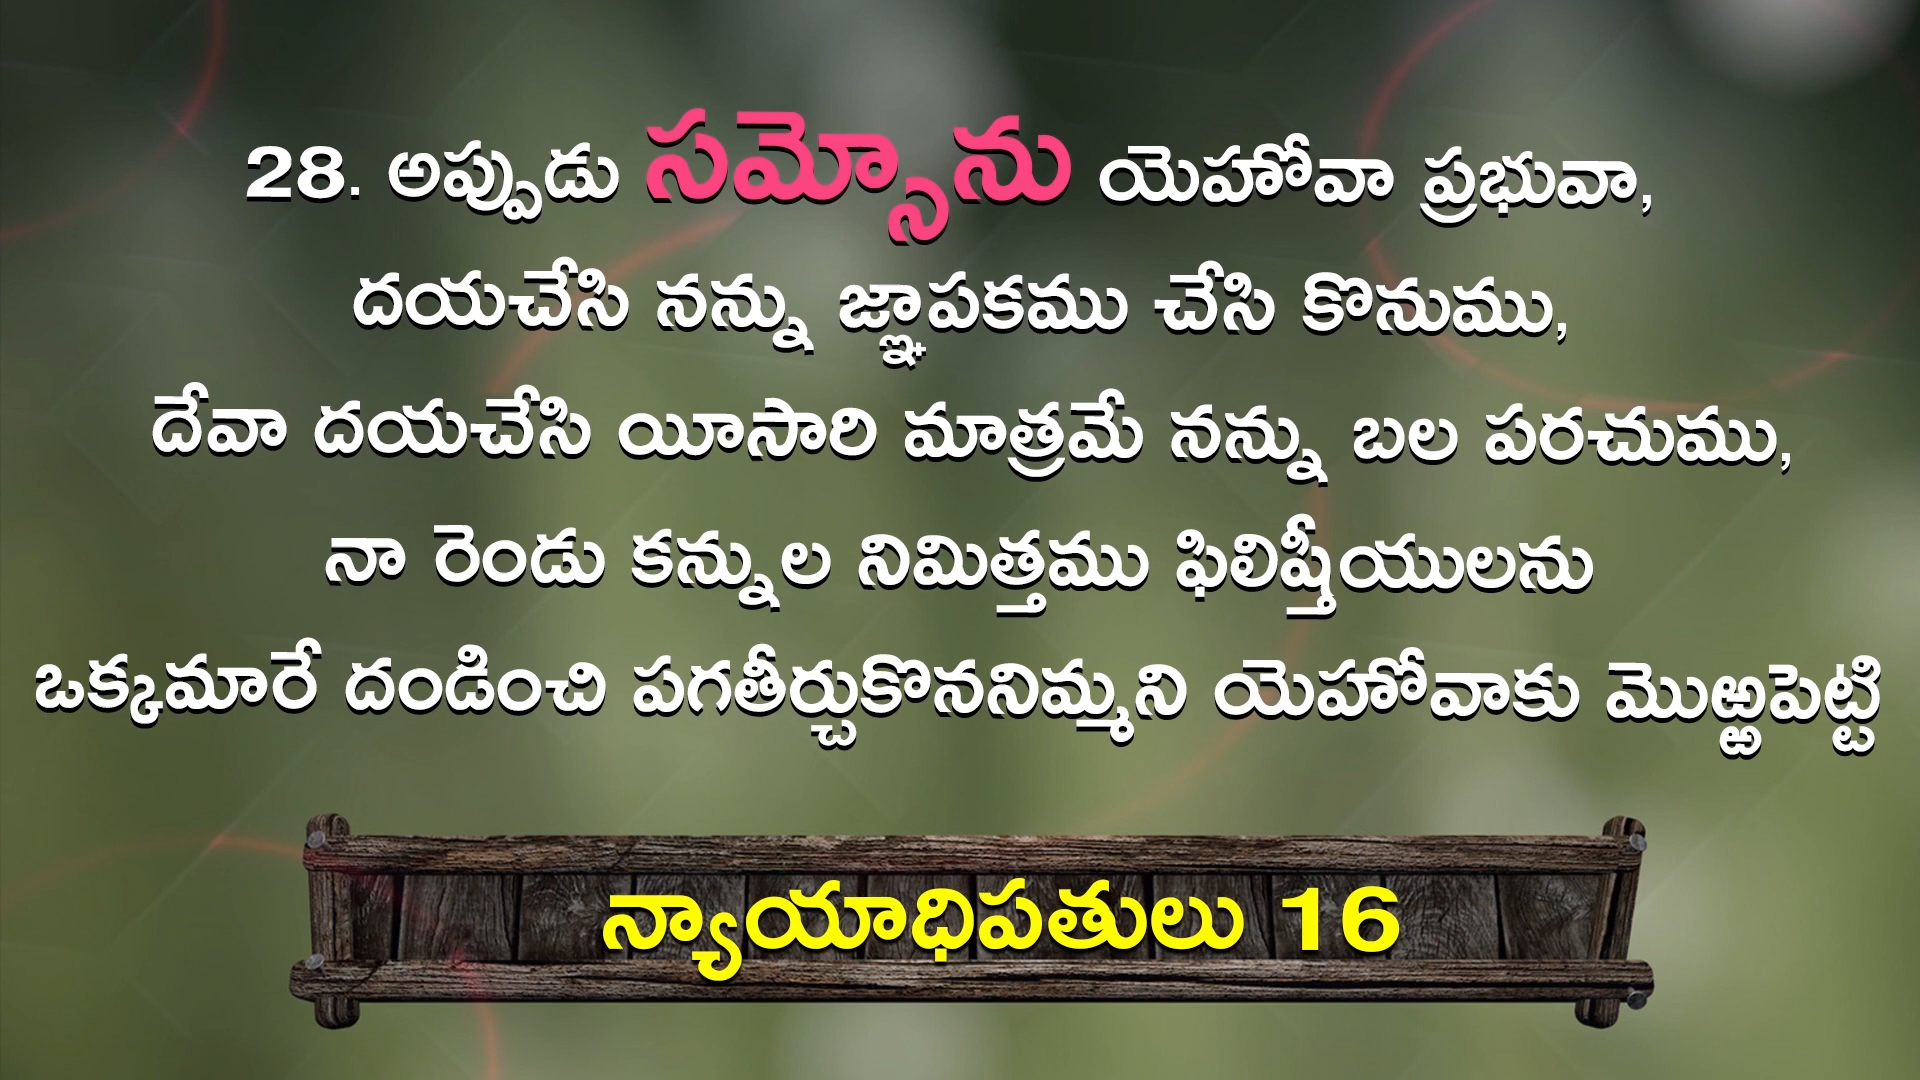 28. అప్పుడు సమ్సోను యెహోవా ప్రభువా,
దయచేసి నన్ను జ్ఞాపకము చేసి కొనుము,
దేవా దయచేసి యీసారి మాత్రమే నన్ను బల పరచుము,
నా రెండు కన్నుల నిమిత్తము ఫిలిష్తీయులను
ఒక్కమారే దండించి పగతీర్చుకొననిమ్మని యెహోవాకు మొఱ్ఱపెట్టి
న్యాయాధిపతులు 16